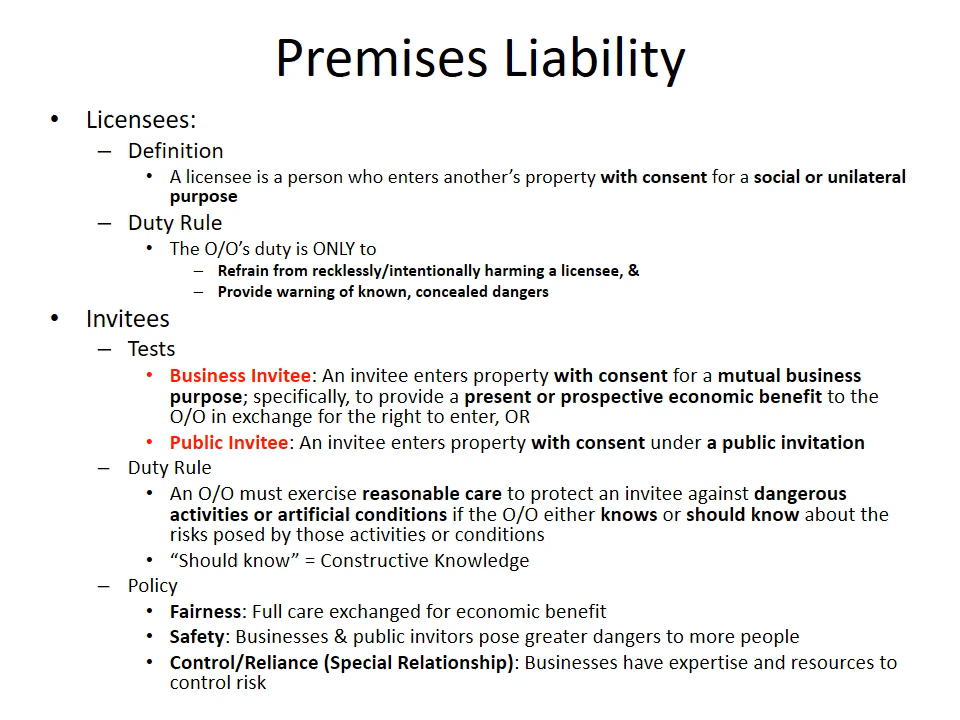 Premises Liability
• Licensees:
– Definition
• A licensee is a person who enters another’s property with consent for a social or unilateral
purpose
– Duty Rule
• The O/O’s duty is ONLY to
– Refrain from recklessly/intentionally harming a licensee, &
– Provide warning of known, concealed dangers
• Invitees
– Tests
• Business Invitee: An invitee enters property with consent for a mutual business
purpose; specifically, to provide a present or prospective economic benefit to the
O/O in exchange for the right to enter, OR
• Public Invitee: An invitee enters property with consent under a public invitation
– Duty Rule
• An O/O must exercise reasonable care to protect an invitee against dangerous
activities or artificial conditions if the O/O either knows or should know about the
risks posed by those activities or conditions
• “Should know” = Constructive Knowledge
– Policy
• Fairness: Full care exchanged for economic benefit
• Safety: Businesses & public invitors pose greater dangers to more people
• Control/Reliance (Special Relationship): Businesses have expertise and resources to
control risk